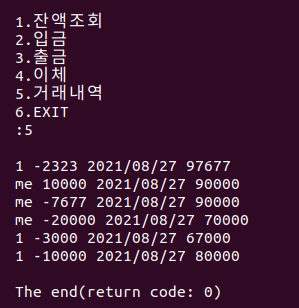 1.잔액조회
2.입금
3.출금
4.이체
5.거래내역
6.EXIT
:5
1 -2323 2021/08/27 97677
me 10000 2021/08/27 90000
me -7677 2021/08/27 90000
me -20000 2021/08/27 70000
1 -3000 2021/08/27 67000
1 -10000 2021/08/27 80000
The end(return code: 0)